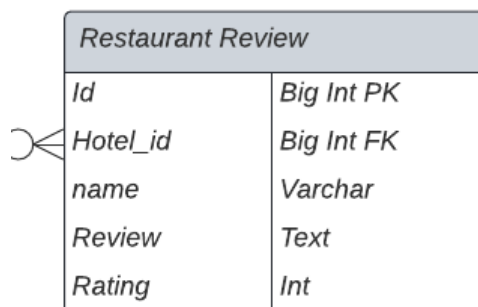 Restaurant Review
Id Big Int PK
Hotel_id Big Int FK
name Varchar
Review Text
Rating Int